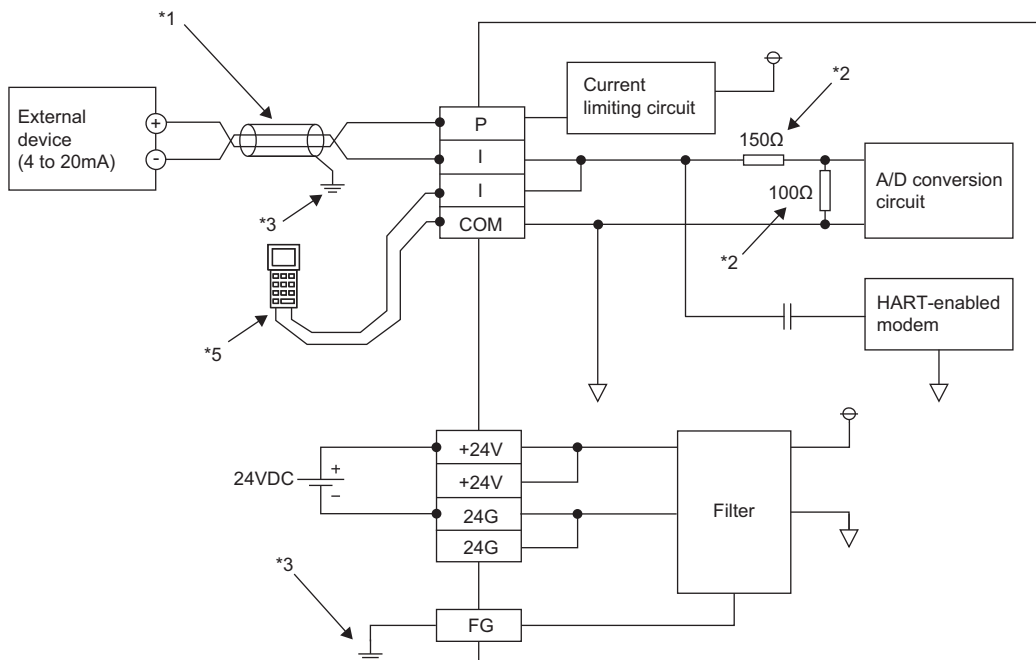 *1
External
device
(4 to 20mA)
+
-
*3
*5
P
I
I
COM
Current
limiting circuit
*2
150Ω
100Ω
*2
A/D conversion
circuit
HART-enabled
modem
24VDC
+
−
+24V
+24V
24G
24G
Filter
*3
FG